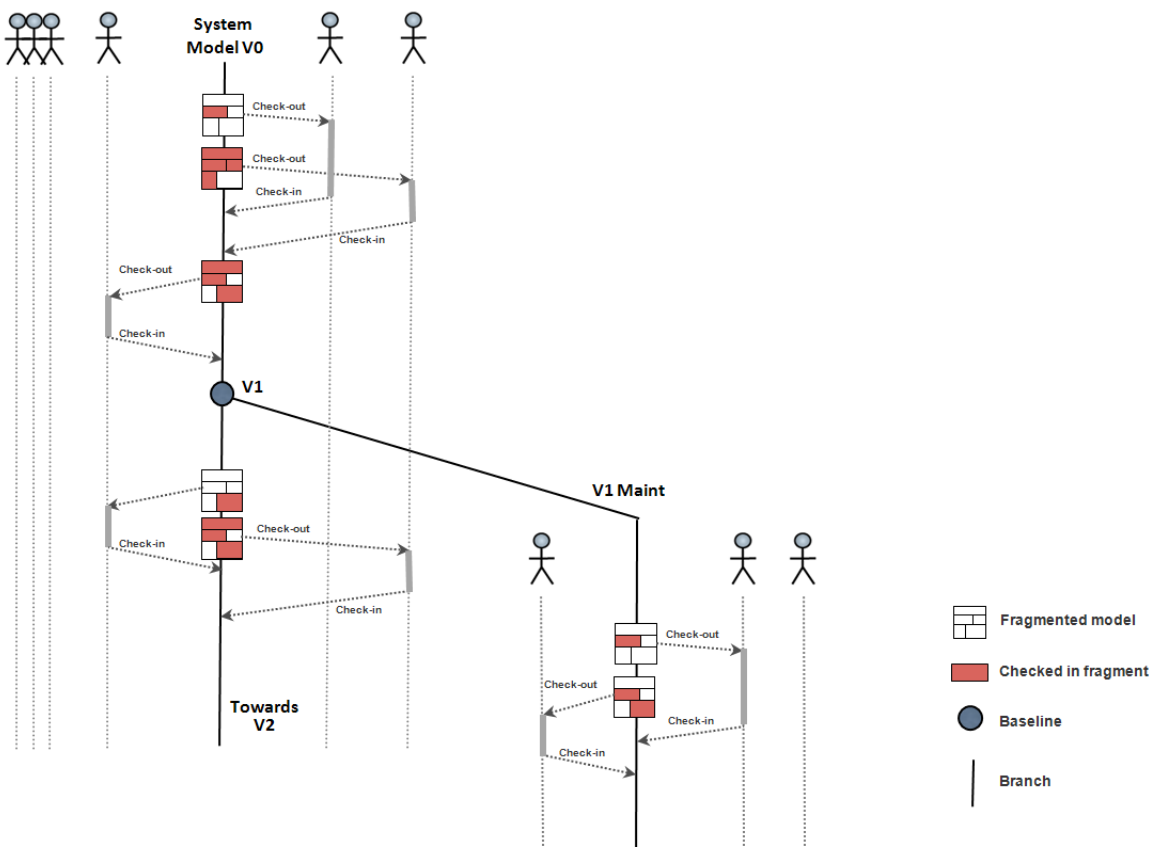 System
Model V0
Check-out
Check-out
Check-in
Check-in
Check-out
Check-in
V1
V1 Maint
Check-out
Check-in
Check-in
Check-out
Check-out
Check-in
Check-in
Towards
V2
Fragmented model
Checked in fragment
Baseline
Branch